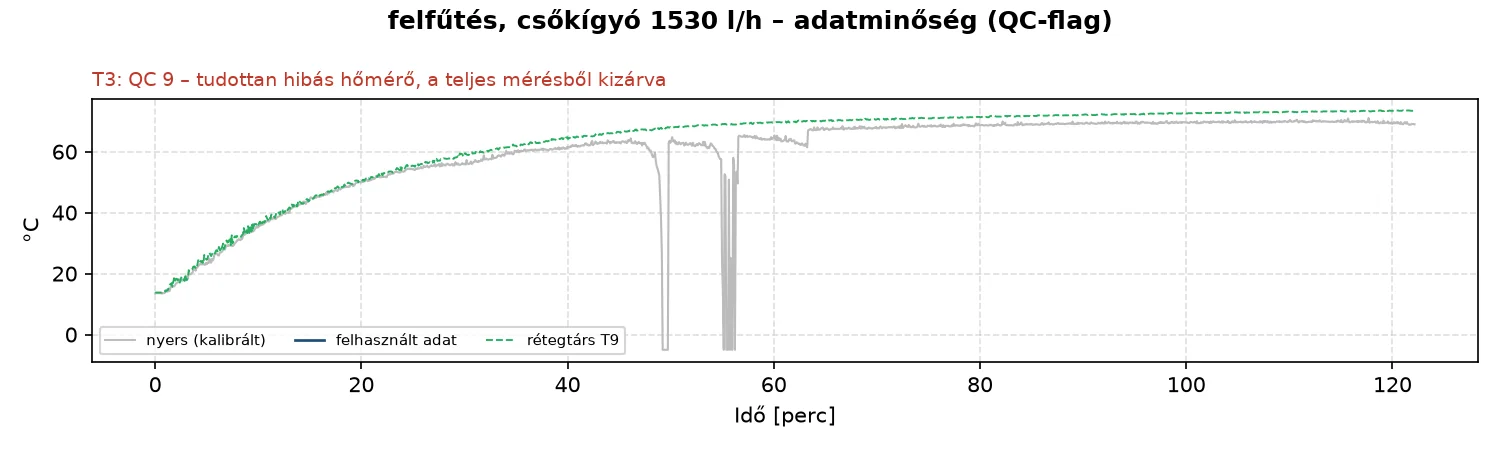 felfűtés, csőkígyó 1530 l/h – adatminőség (QC-flag)
T3: QC 9 – tudottan hibás hőmérő, a teljes mérésből kizárva
°C
60
40
20
0
nyers (kalibrált) felhasznált adat rétegtárs T9
0 20 40 60 80 100 120
Idő [perc]